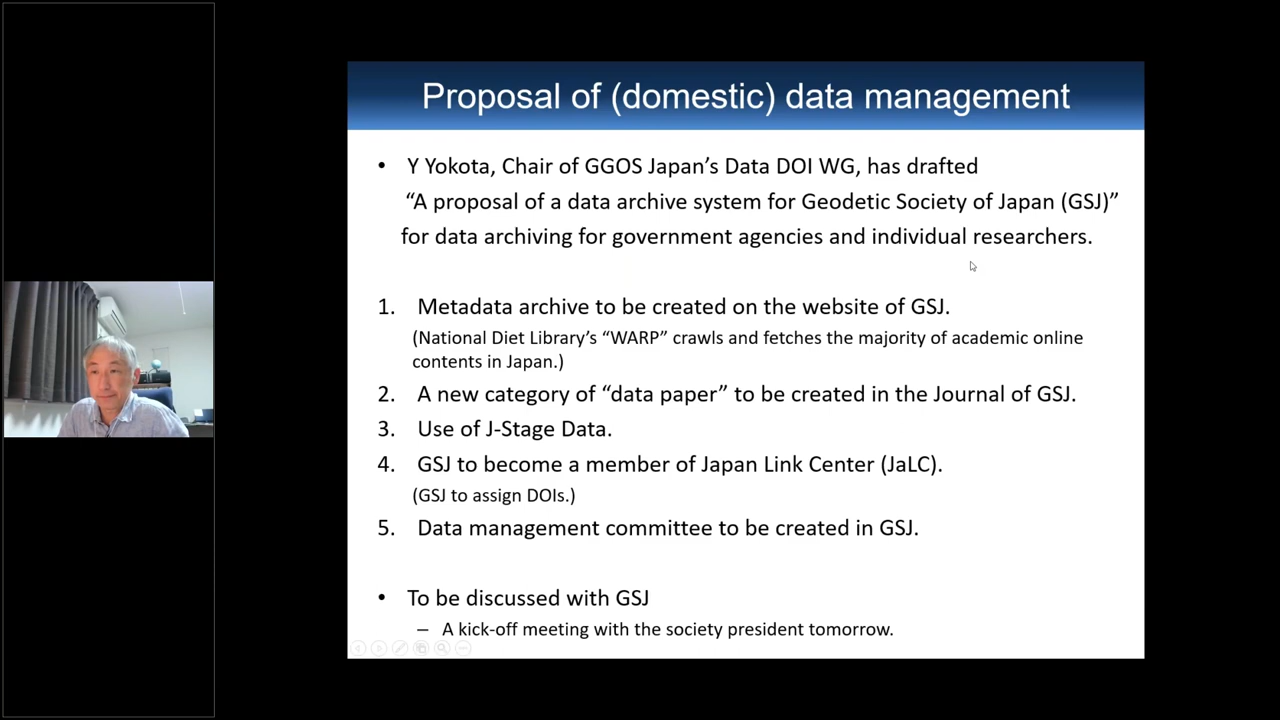 Proposal of (domestic) data management
• Y Yokota, Chair of GGOS Japan’s Data DOI WG, has drafted
“A proposal of a data archive system for Geodetic Society of Japan (GSJ)”
for data archiving for government agencies and individual researchers.
1. Metadata archive to be created on the website of GSJ.
(National Diet Library’s “WARP” crawls and fetches the majority of academic online
contents in Japan.)
2. A new category of “data paper” to be created in the Journal of GSJ.
3. Use of J-Stage Data.
4. GSJ to become a member of Japan Link Center (JaLC).
(GSJ to assign DOIs.)
5. Data management committee to be created in GSJ.
• To be discussed with GSJ
– A kick-off meeting with the society president tomorrow.